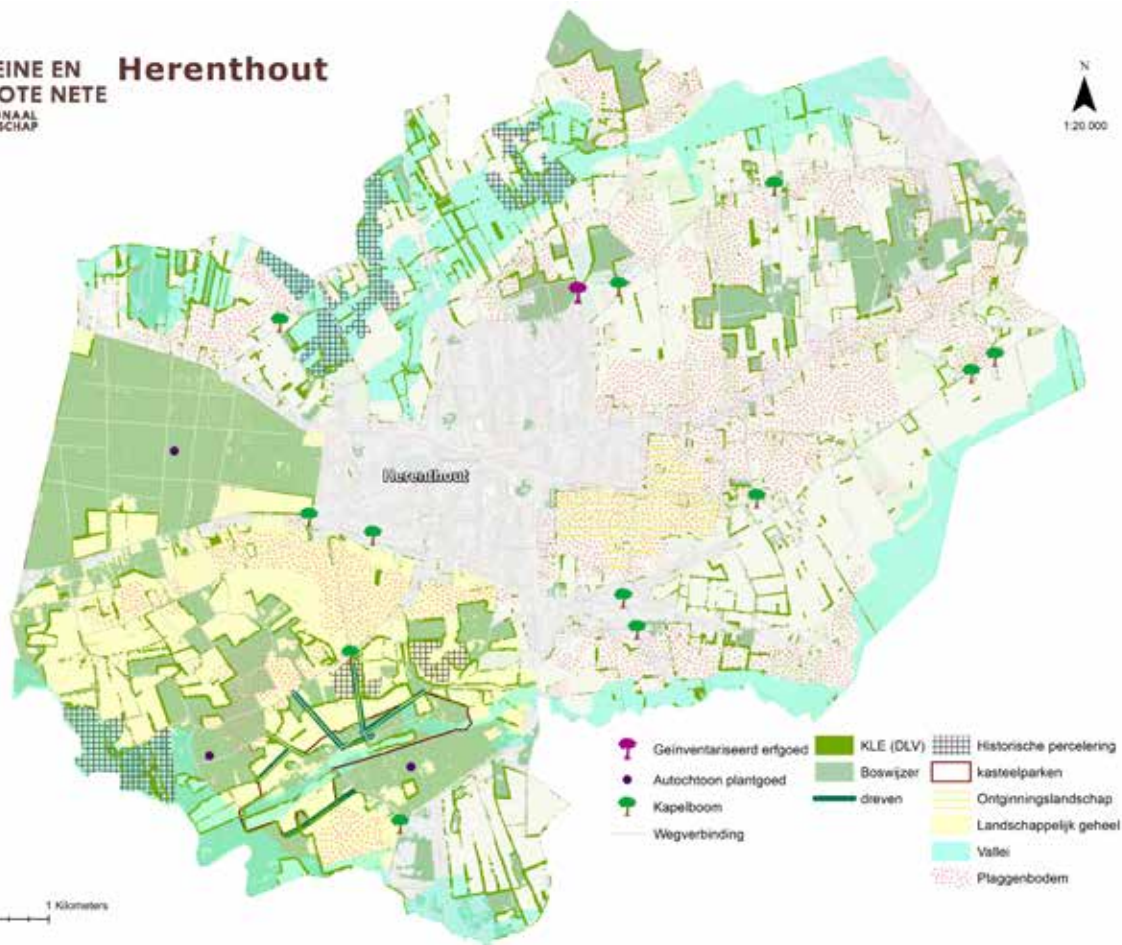 EINE EN
OTE NETE
NAAL
SCHAP
Herenthout
N
1:20.000
Herenthout
Geïnventariseerd erfgoed
Autochtoon plantgoed
Kapelboom
Wegverbinding
KLE (DLV)
Boswijzer
dreven
Historische percelering
kasteelparken
Ontginningslandschap
Landschappelijk geheel
Vallei
Plaggenbodem
1 Kilometers